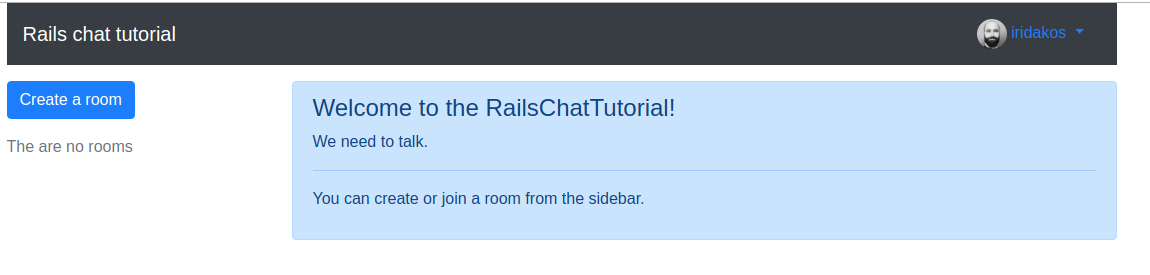 Rails chat tutorial
iridakos
Create a room
The are no rooms
Welcome to the RailsChatTutorial!
We need to talk.
You can create or join a room from the sidebar.